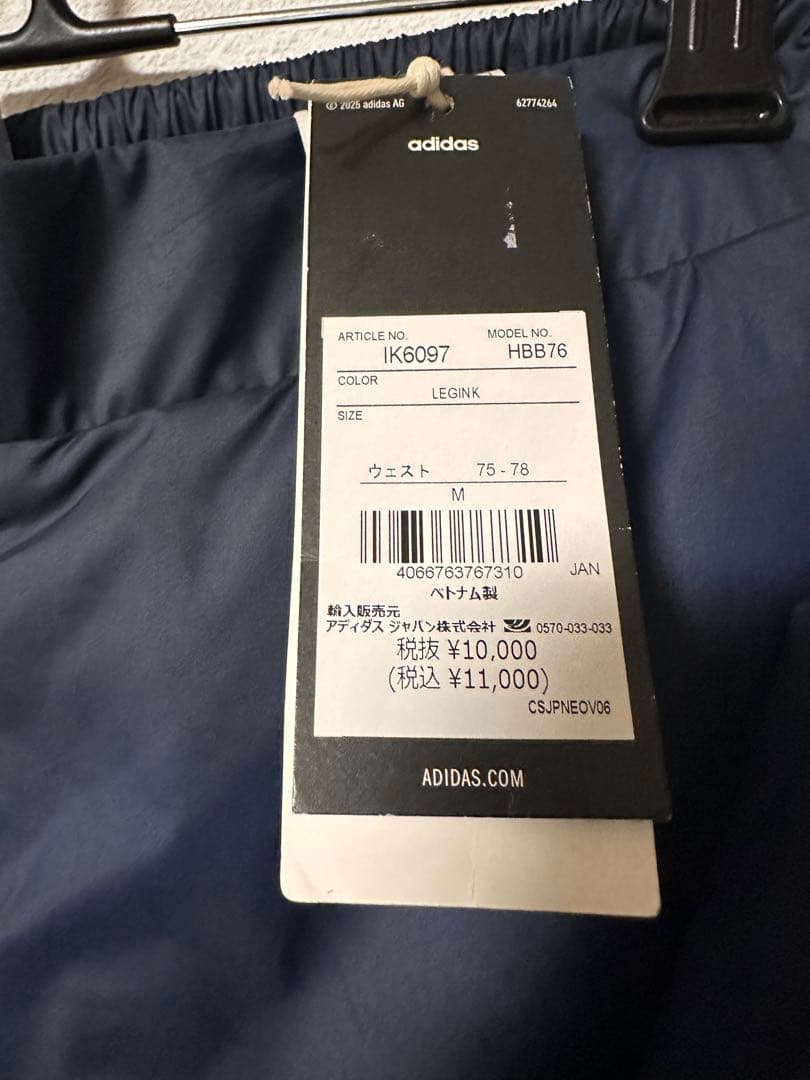 © 2025 adidas AG 62774264
adidas
ARTICLE NO. MODEL NO.
IK6097 HBB76
COLOR
LEGINK
SIZE
ウェスト 75 - 78
M
4066763767310 JAN
ベトナム製
輸入販売元
アディダス ジャパン株式会社 0570-033-033
税抜 ¥10,000
(税込 ¥11,000)
CSJPNEOV06
ADIDAS.COM